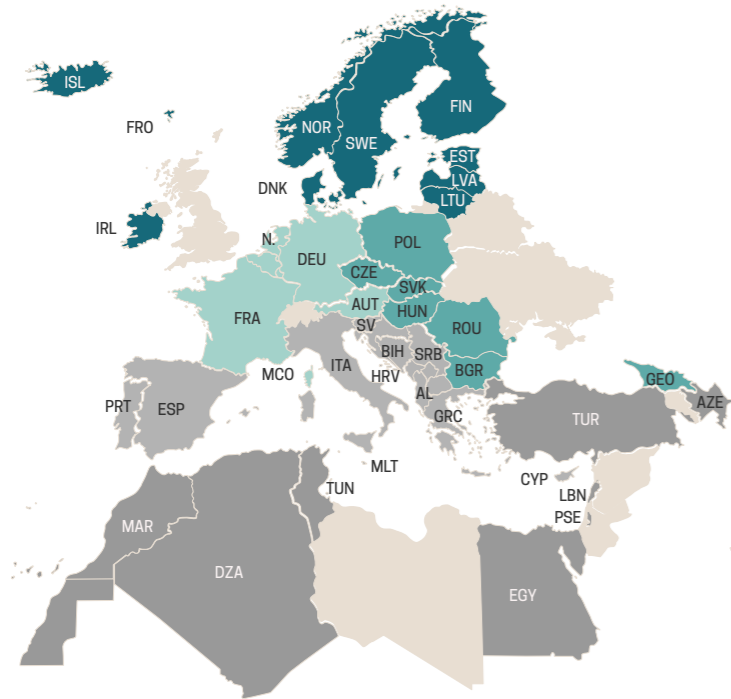 ISL
FIN
FRO
NOR
SWE
EST
LVA
DNK
LTU
IRL
N.
POL
DEU
CZE
SVK
AUT
HUN
FRA
SV
ROU
BIH
SRB
ITA
BGR
MCO
HRV
GEO
AL
AZE
PRT
ESP
GRC
TUR
MLT
CYP
TUN
LBN
PSE
MAR
DZA
EGY